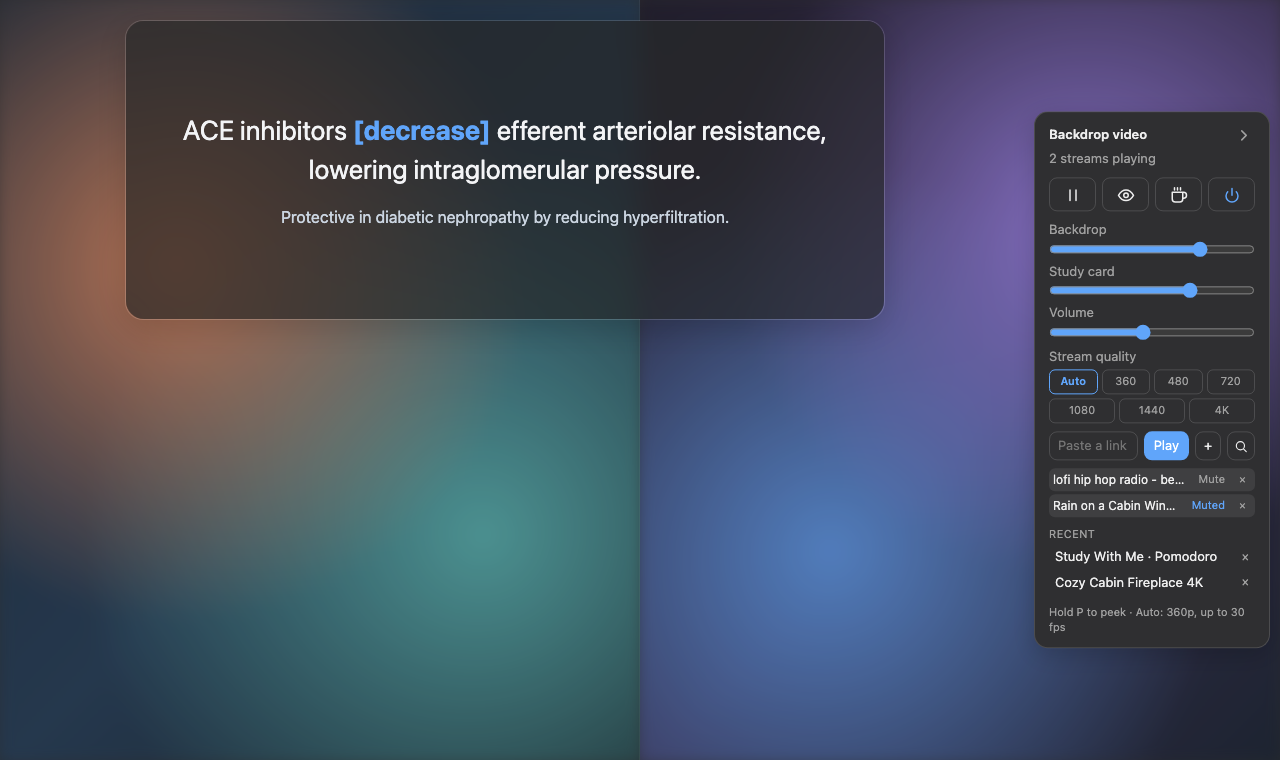 ACE inhibitors [decrease] efferent arteriolar resistance,
lowering intraglomerular pressure.
Protective in diabetic nephropathy by reducing hyperfiltration.
Backdrop video
2 streams playing
Backdrop
Study card
Volume
Stream quality
Auto 360 480 720
1080 1440 4K
Paste a link Play +
lofi hip hop radio - be... Mute ×
Rain on a Cabin Win... Muted ×
RECENT
Study With Me · Pomodoro ×
Cozy Cabin Fireplace 4K ×
Hold P to peek · Auto: 360p, up to 30
fps